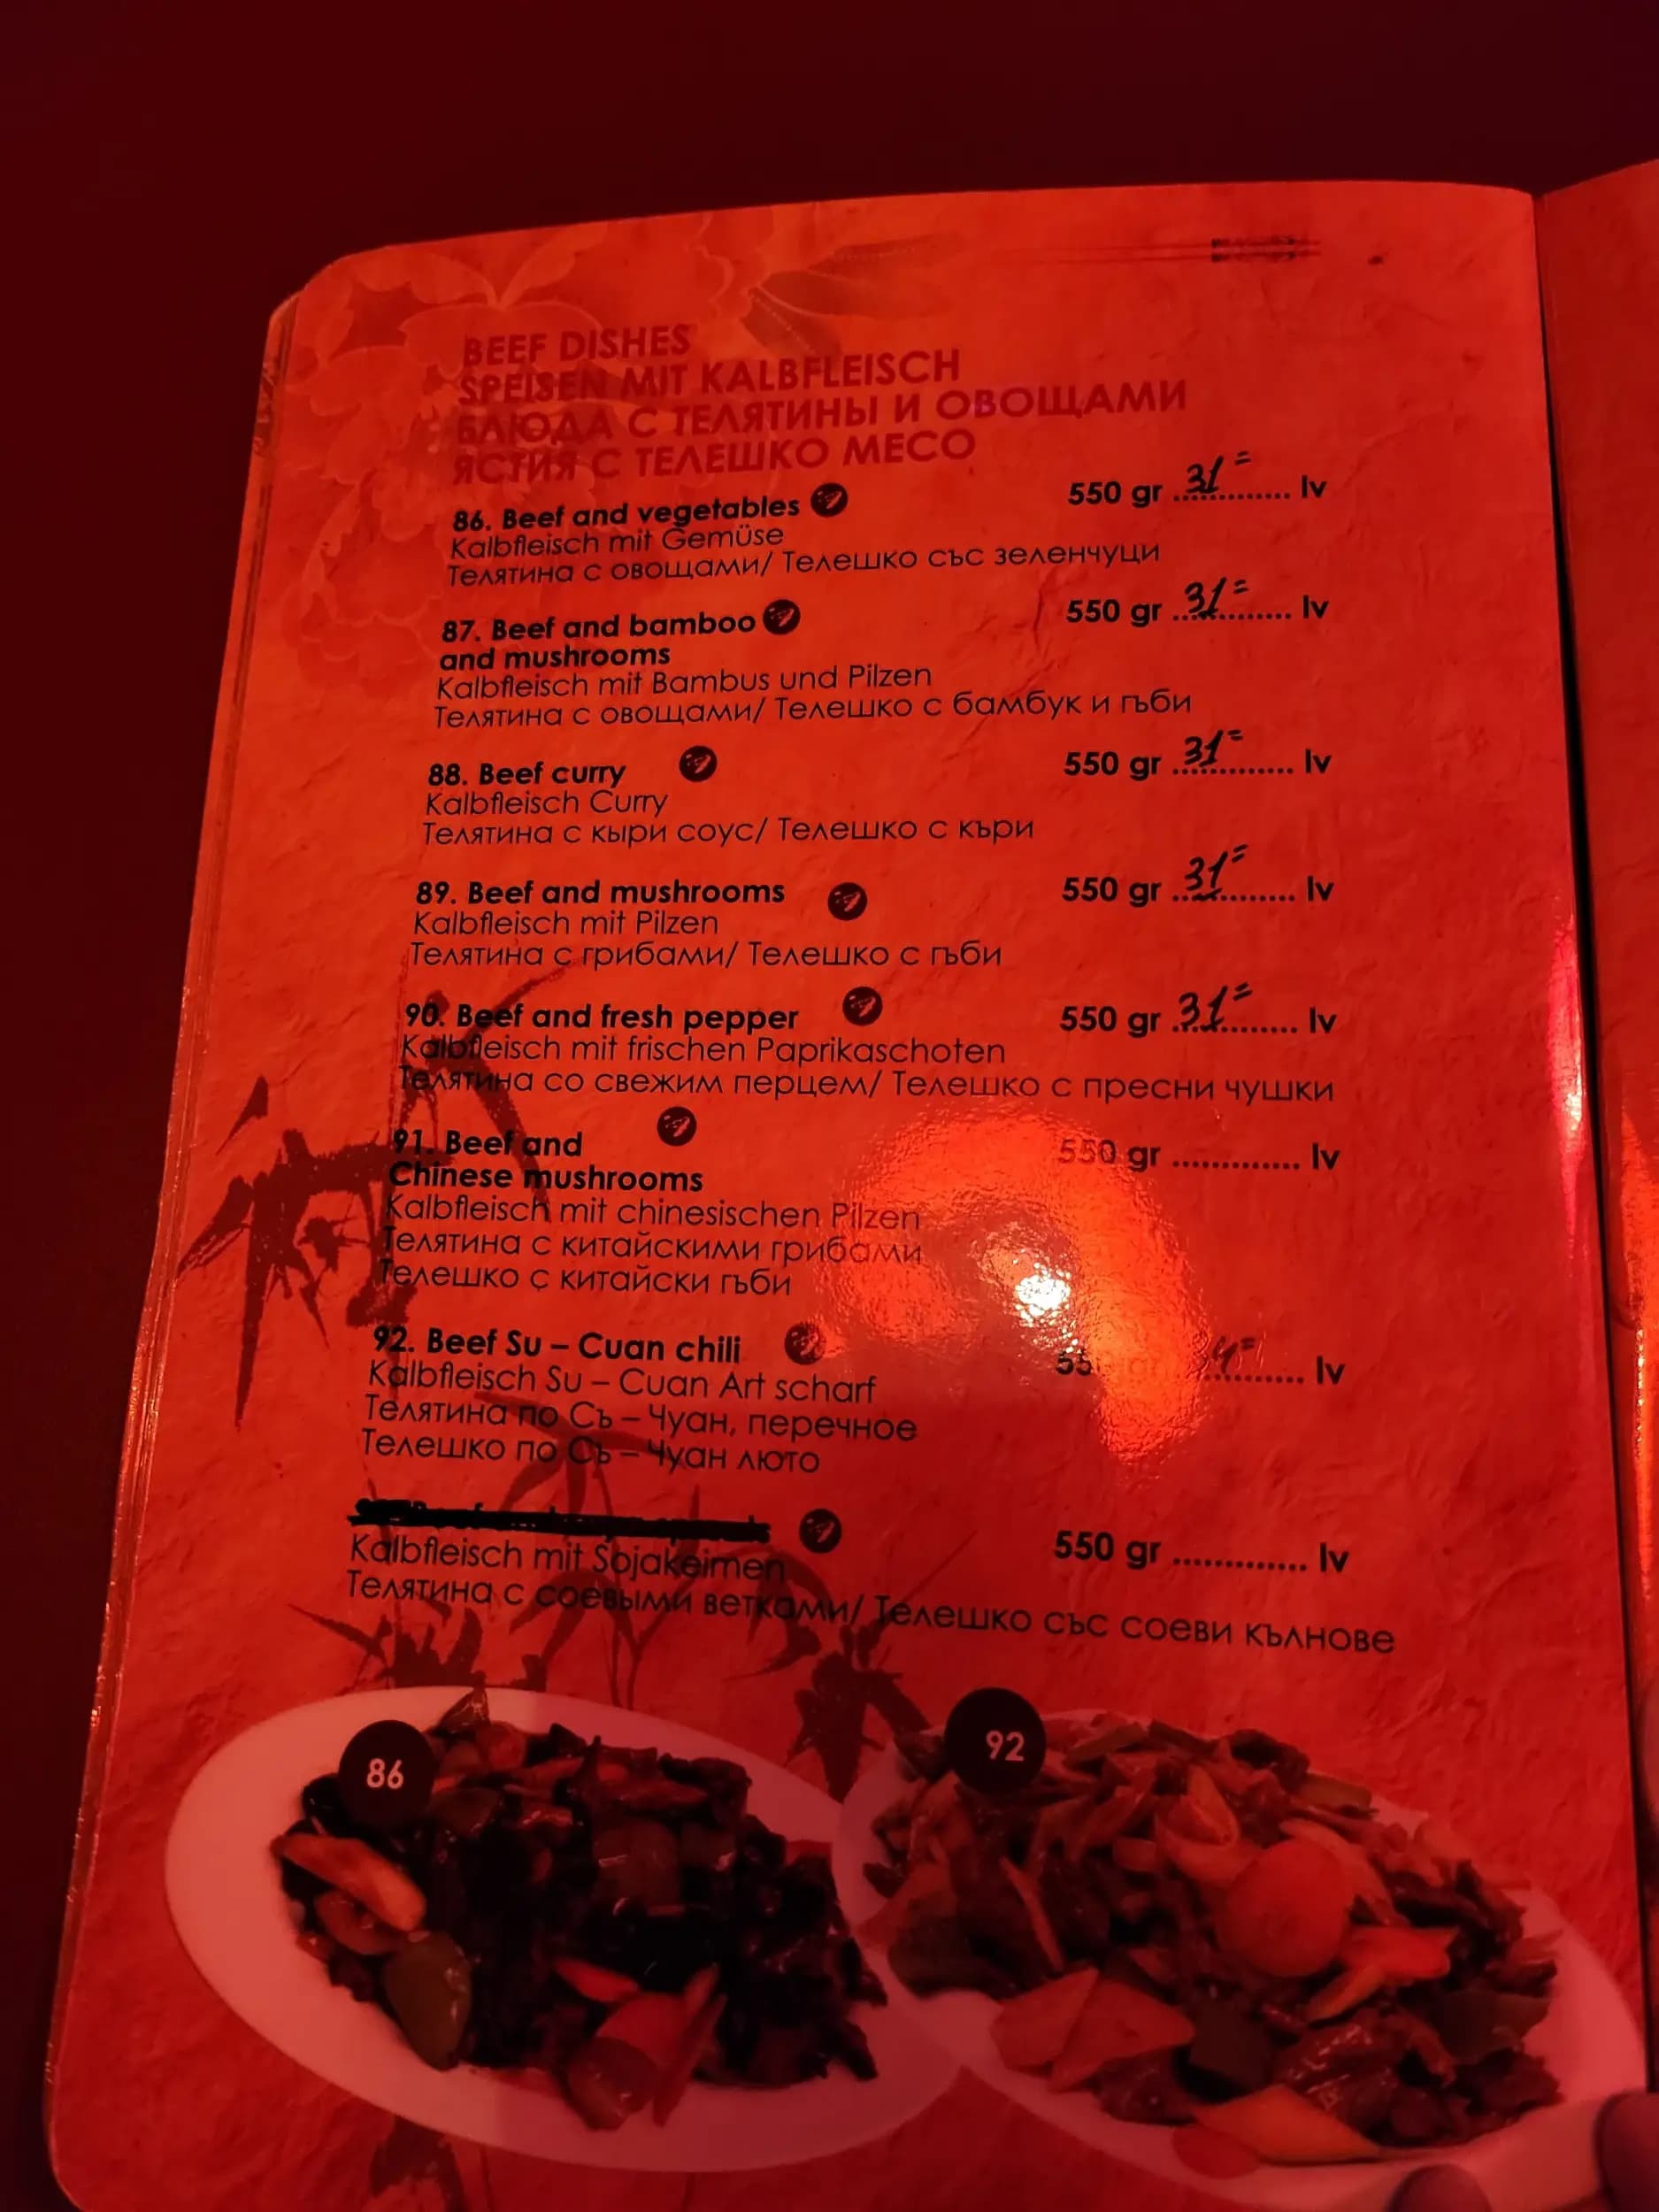 BEEF DISHES
SPEISEN MIT KALBFLEISCH
БЛЮДА С ТЕЛЯТИНЫ И ОВОЩАМИ
ЯСТИЯ С ТЕЛЕШКО МЕСО
86. Beef and vegetables 550 gr 31= lv
Kalbfleisch mit Gemüse
Телятина с овощами/ Телешко със зеленчуци
87. Beef and bamboo 550 gr 31= lv
and mushrooms
Kalbfleisch mit Bambus und Pilzen
Телятина с овощами/ Телешко с бамбук и гъби
88. Beef curry 550 gr 31= lv
Kalbfleisch Curry
Телятина с кыри соус/ Телешко с къри
89. Beef and mushrooms 550 gr 31= lv
Kalbfleisch mit Pilzen
Телятина с грибами/ Телешко с гъби
90. Beef and fresh pepper 550 gr 31= lv
Kalbfleisch mit frischen Paprikaschoten
Телятина со свежим перцем/ Телешко с пресни чушки
91. Beef and 550 gr ............. lv
Chinese mushrooms
Kalbfleisch mit chinesischen Pilzen
Телятина с китайскими грибами
Телешко с китайски гъби
92. Beef Su – Cuan chili lv
Kalbfleisch Su – Cuan Art scharf
Телятина по Съ – Чуан, перечное
Телешко по Съ – Чуан люто
550 gr ............. lv
Kalbfleisch mit Sojakeimen
Телятина с соевыми ветками/ Телешко със соеви кълнове
86
92